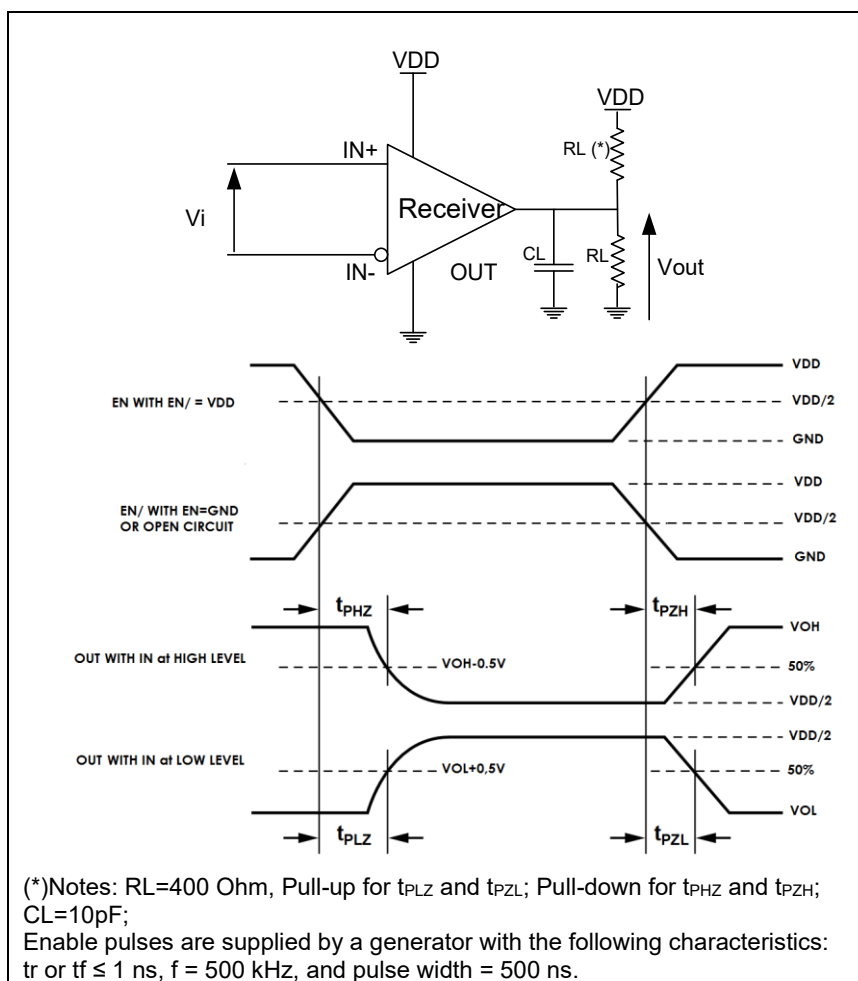 VDD
VDD
IN+
RL (*)
Vi
Receiver
CL
RL
Vout
IN-
OUT
VDD
EN WITH EN/ = VDD
VDD/2
GND
VDD
EN/ WITH EN=GND
OR OPEN CIRCUIT
VDD/2
GND
tPHZ
tPZH
VOH
OUT WITH IN at HIGH LEVEL
VOH-0.5V
50%
VDD/2
VDD/2
OUT WITH IN at LOW LEVEL
VOL+0,5V
50%
VOL
tPLZ
tPZL
(*)Notes: RL=400 Ohm, Pull-up for tPLZ and tPZL; Pull-down for tPHZ and tPZH;
CL=10pF;
Enable pulses are supplied by a generator with the following characteristics:
tr or tf ≤ 1 ns, f = 500 kHz, and pulse width = 500 ns.